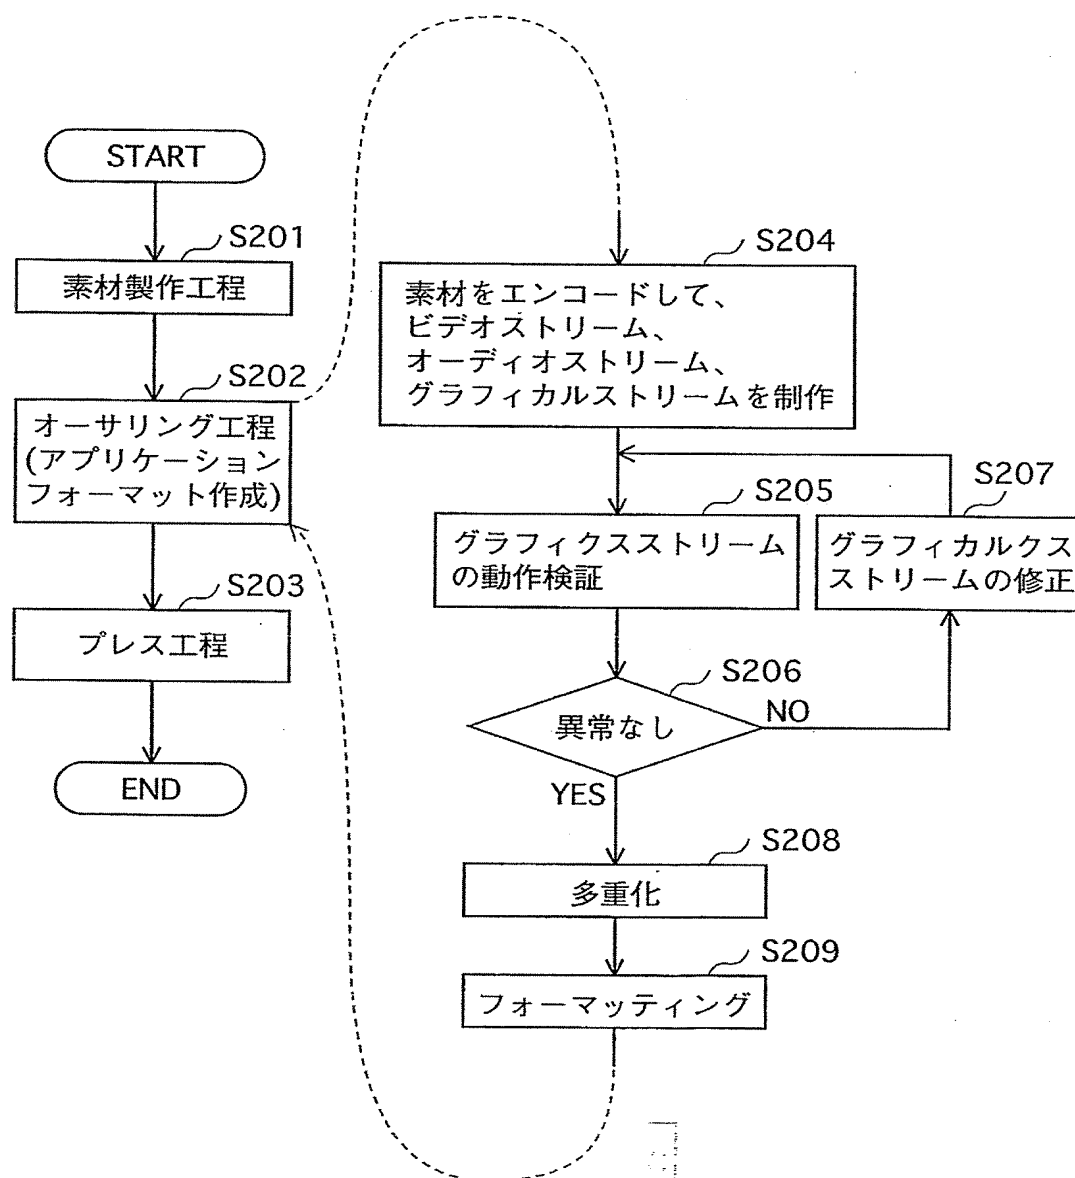 START
S201
素材製作工程
S202
オーサリング工程
(アプリケーション
フォーマット作成)
S203
プレス工程
END
S204
素材をエンコードして、
ビデオストリーム、
オーディオストリーム、
グラフィカルストリームを制作
S205
グラフィクスストリーム
の動作検証
S207
グラフィカルクス
ストリームの修正
S206
異常なし
NO
YES
S208
多重化
S209
フォーマッティング